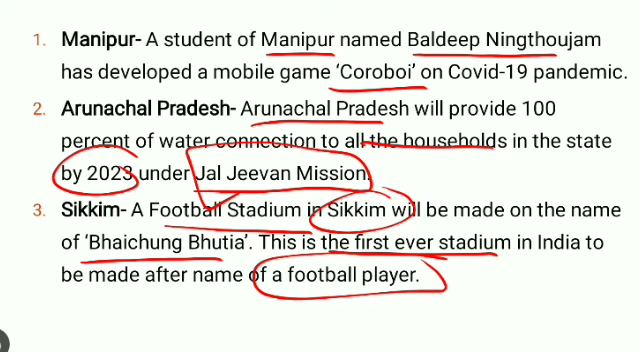 1. Manipur- A student of Manipur named Baldeep Ningthoujam
has developed a mobile game ‘Coroboi’ on Covid-19 pandemic.
2. Arunachal Pradesh- Arunachal Pradesh will provide 100
percent of water connection to all the households in the state
by 2023 under Jal Jeevan Mission.
3. Sikkim- A Football Stadium in Sikkim will be made on the name
of ‘Bhaichung Bhutia’. This is the first ever stadium in India to
be made after name of a football player.